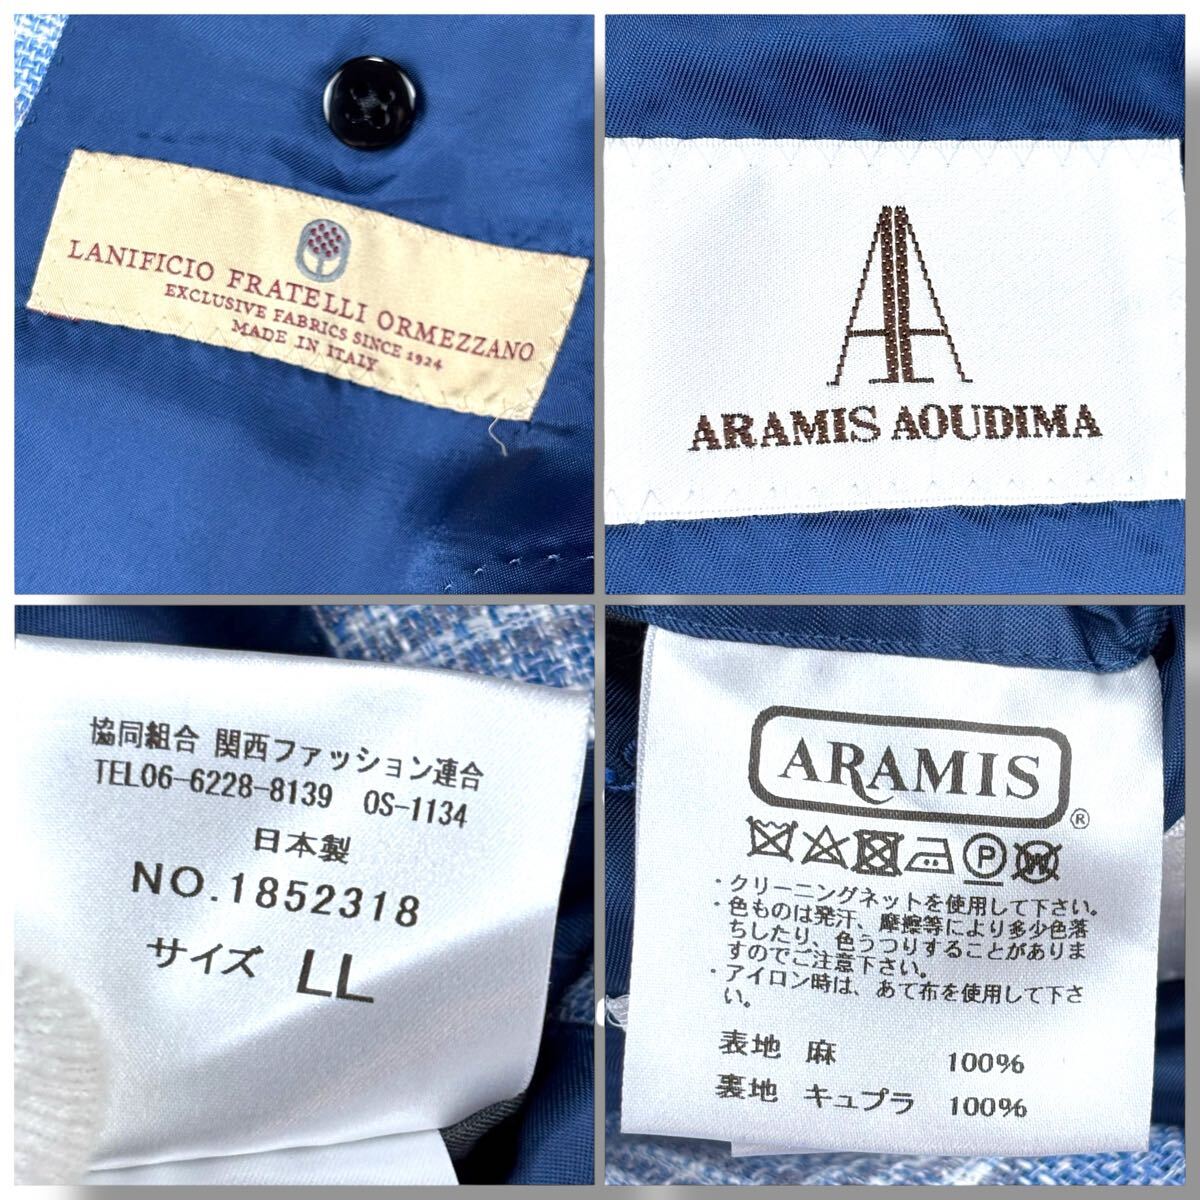 LANIFICIO FRATELLI ORMEZZANO
EXCLUSIVE FABRICS SINCE 1924
MADE IN ITALY
ARAMIS AOUDIMA
協同組合 関西ファッション連合
TEL06-6228-8139 OS-1134
日本製
NO.1852318
サイズ LL
ARAMIS
®
P
W
・クリーニングネットを使用して下さい。
・色ものは発汗、摩擦等により多少色落
ちしたり、色うつりすることがありま
すのでご注意下さい。
・アイロン時は、あて布を使用して下さ
い。
表地 麻 100%
裏地 キュプラ 100%